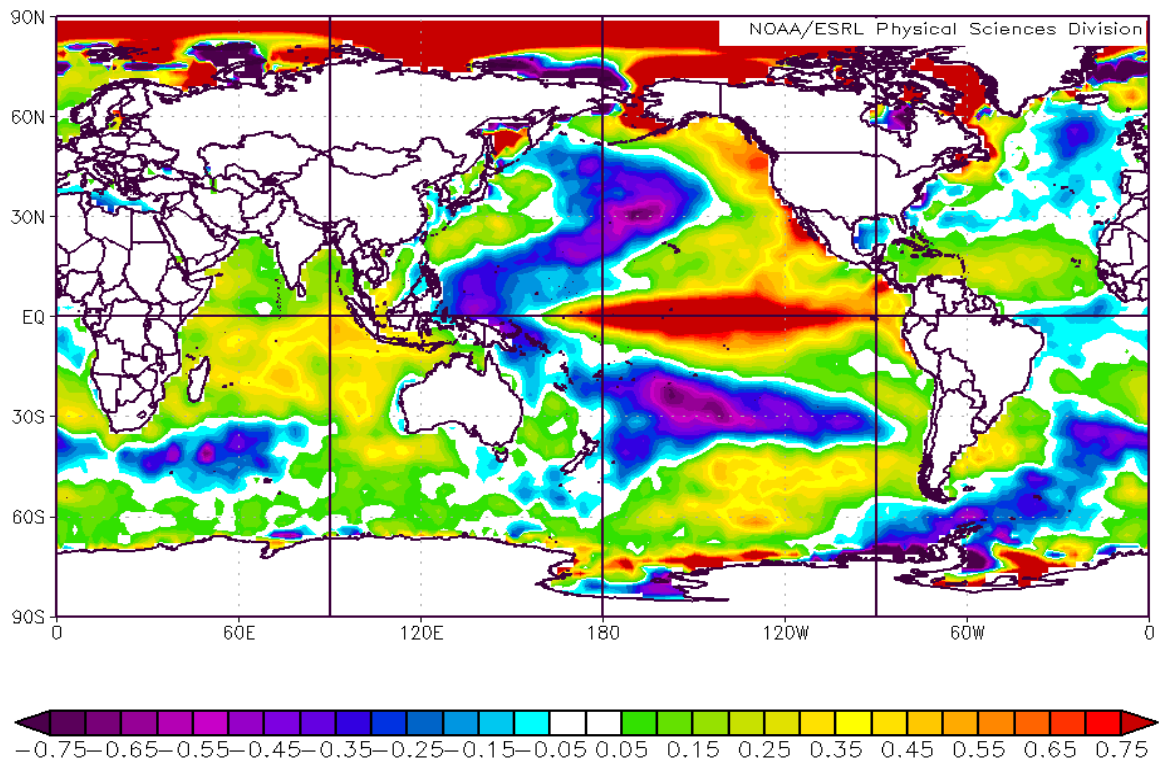 90N
NOAA/ESRL Physical Sciences Division
60N
30N
EQ
30S
60S
90S
0 60E 120E 180 120W 60W 0
−0.75−0.65−0.55−0.45−0.35−0.25−0.15−0.05 0.05 0.15 0.25 0.35 0.45 0.55 0.65 0.75